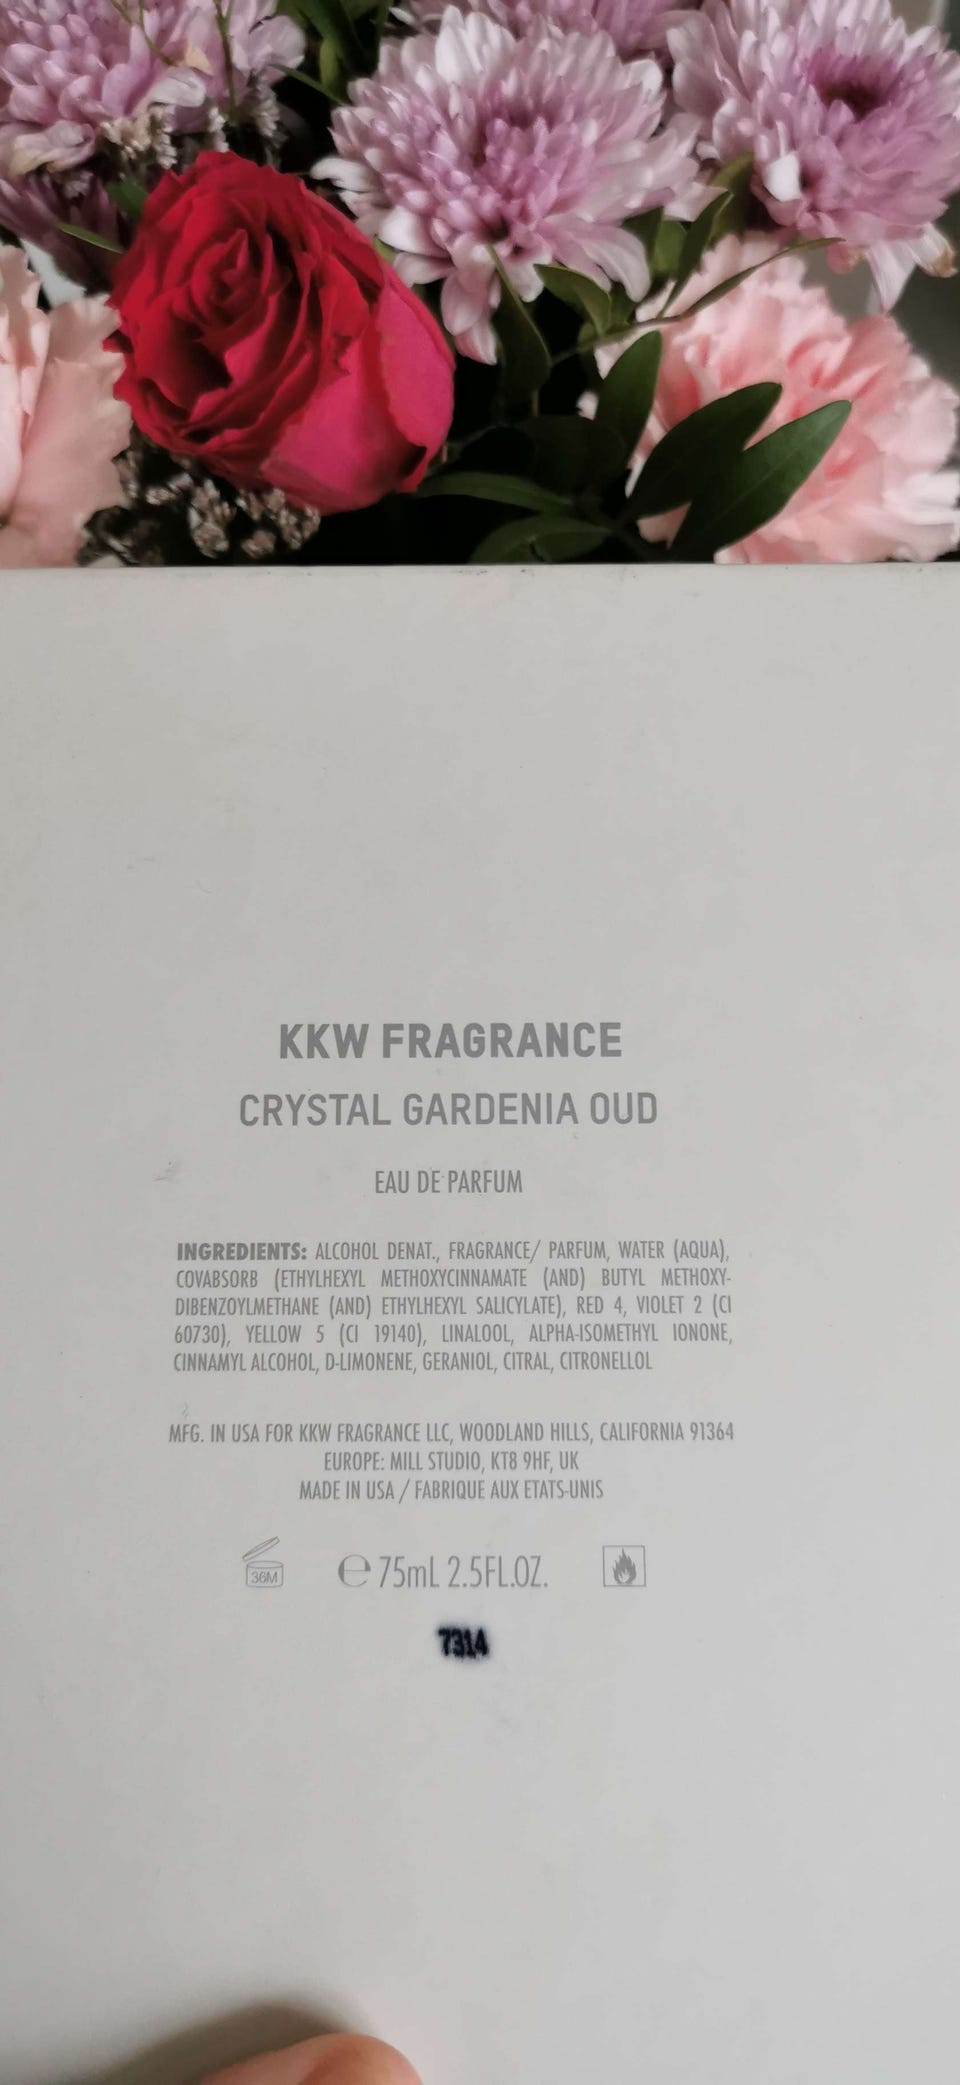 KKW FRAGRANCE
CRYSTAL GARDENIA OUD
EAU DE PARFUM
INGREDIENTS: ALCOHOL DENAT., FRAGRANCE/ PARFUM, WATER (AQUA),
COVABSORB (ETHYLHEXYL METHOXYCINNAMATE (AND) BUTYL METHOXY-
DIBENZOYLMETHANE (AND) ETHYLHEXYL SALICYLATE), RED 4, VIOLET 2 (CI
60730), YELLOW 5 (CI 19140), LINALOOL, ALPHA-ISOMETHYL IONONE,
CINNAMYL ALCOHOL, D-LIMONENE, GERANIOL, CITRAL, CITRONELLOL
MFG. IN USA FOR KKW FRAGRANCE LLC, WOODLAND HILLS, CALIFORNIA 91364
EUROPE: MILL STUDIO, KT8 9HF, UK
MADE IN USA / FABRIQUE AUX ETATS-UNIS
36M ℮ 75mL 2.5FL.OZ.
7314